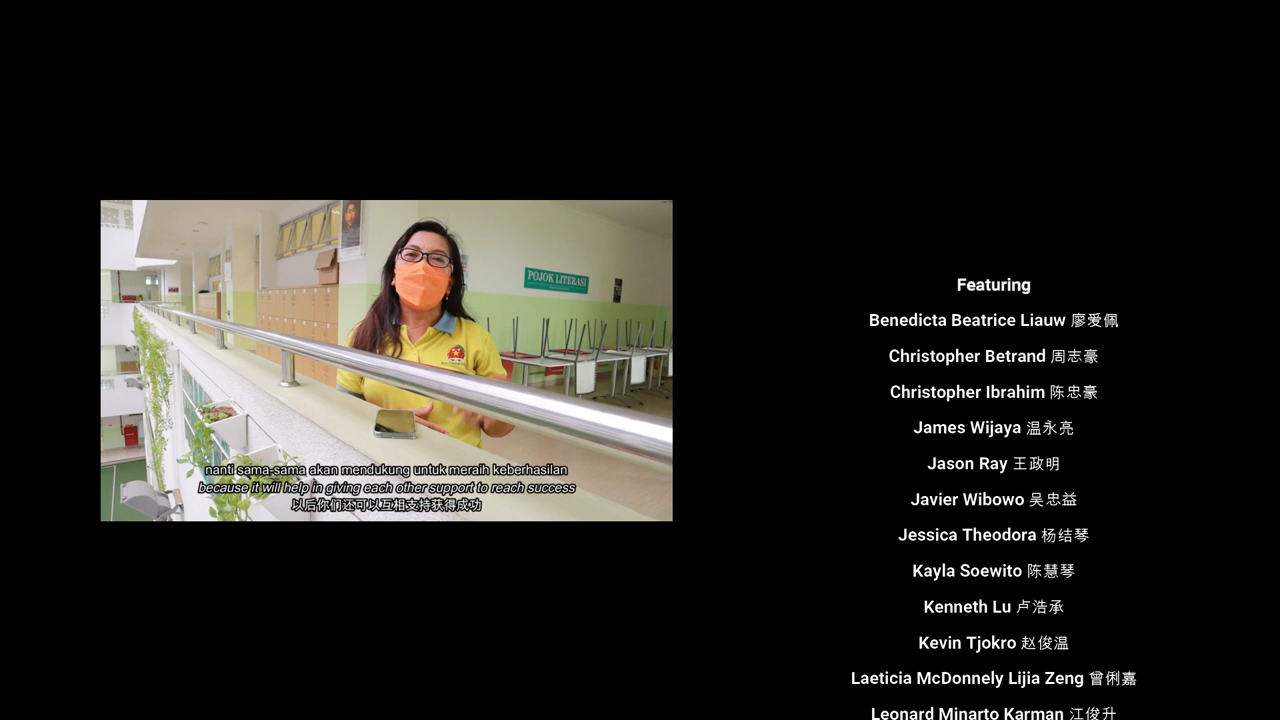 POJOK LITERASI
nanti sama-sama akan mendukung untuk meraih keberhasilan
because it will help in giving each other support to reach success
以后你们还可以互相支持获得成功
Featuring
Benedicta Beatrice Liauw 廖爱佩
Christopher Betrand 周志豪
Christopher Ibrahim 陈忠豪
James Wijaya 温永亮
Jason Ray 王政明
Javier Wibowo 吴忠益
Jessica Theodora 杨结琴
Kayla Soewito 陈慧琴
Kenneth Lu 卢浩承
Kevin Tjokro 赵俊温
Laeticia McDonnely Lijia Zeng 曾俐嘉
Leonard Minarto Karman 江俊升